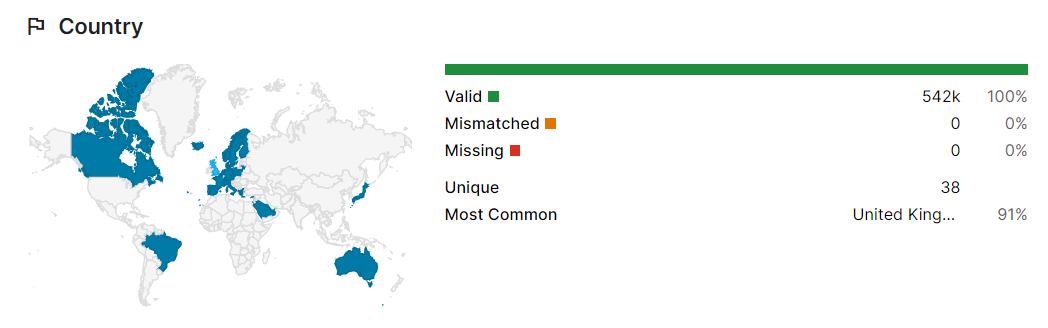 Country
Valid 542k 100%
Mismatched 0 0%
Missing 0 0%
Unique 38
Most Common United King... 91%